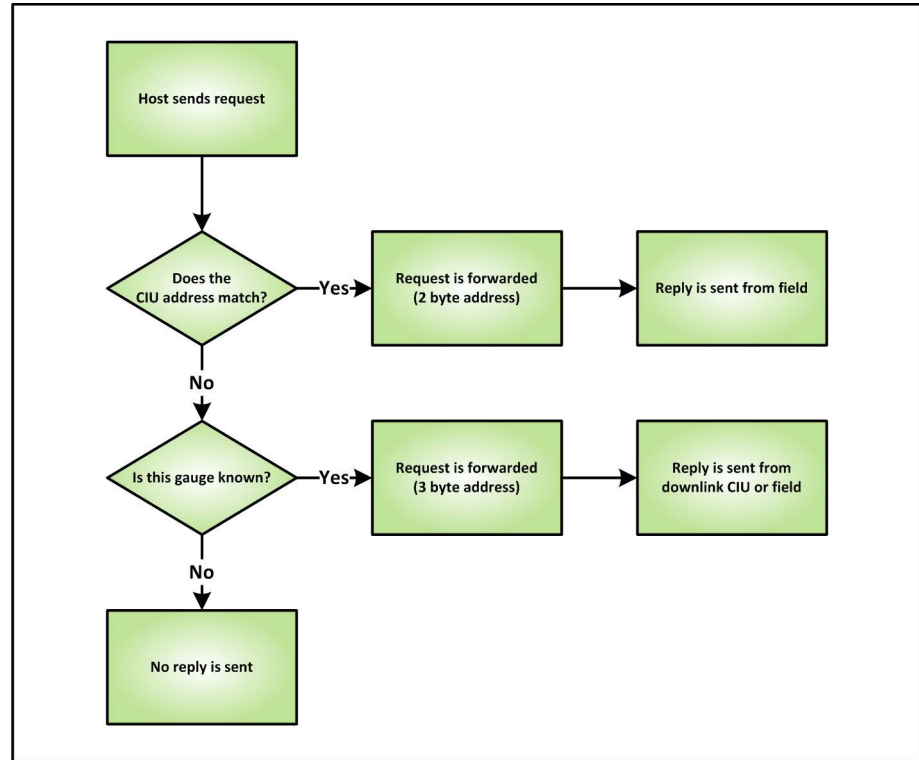 Host sends request
Does the
CIU address match?
Yes
Request is forwarded
(2 byte address)
Reply is sent from field
No
Is this gauge known?
Yes
Request is forwarded
(3 byte address)
Reply is sent from
downlink CIU or field
No
No reply is sent